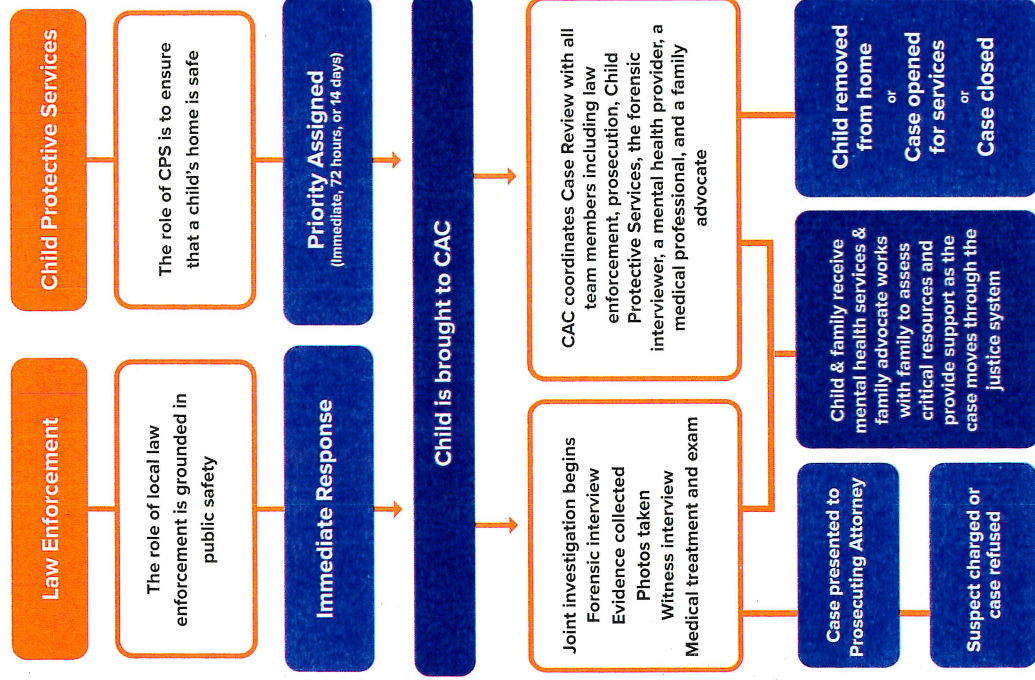 Law Enforcement
The role of local law
enforcement is grounded in
public safety
Immediate Response
Child Protective Services
The role of CPS is to ensure
that a child's home is safe
Priority Assigned
(Immediate, 72 hours, or 14 days)
Child is brought to CAC
Joint investigation begins
Forensic interview
Evidence collected
Photos taken
Witness interview
Medical treatment and exam
CAC coordinates Case Review with all
team members including law
enforcement, prosecution, Child
Protective Services, the forensic
interviewer, a mental health provider, a
medical professional, and a family
advocate
Case presented to
Prosecuting Attorney
Suspect charged or
case refused
Child & family receive
mental health services &
family advocate works
with family to assess
critical resources and
provide support as the
case moves through the
justice system
Child removed
from home
or
Case opened
for services
or
Case closed